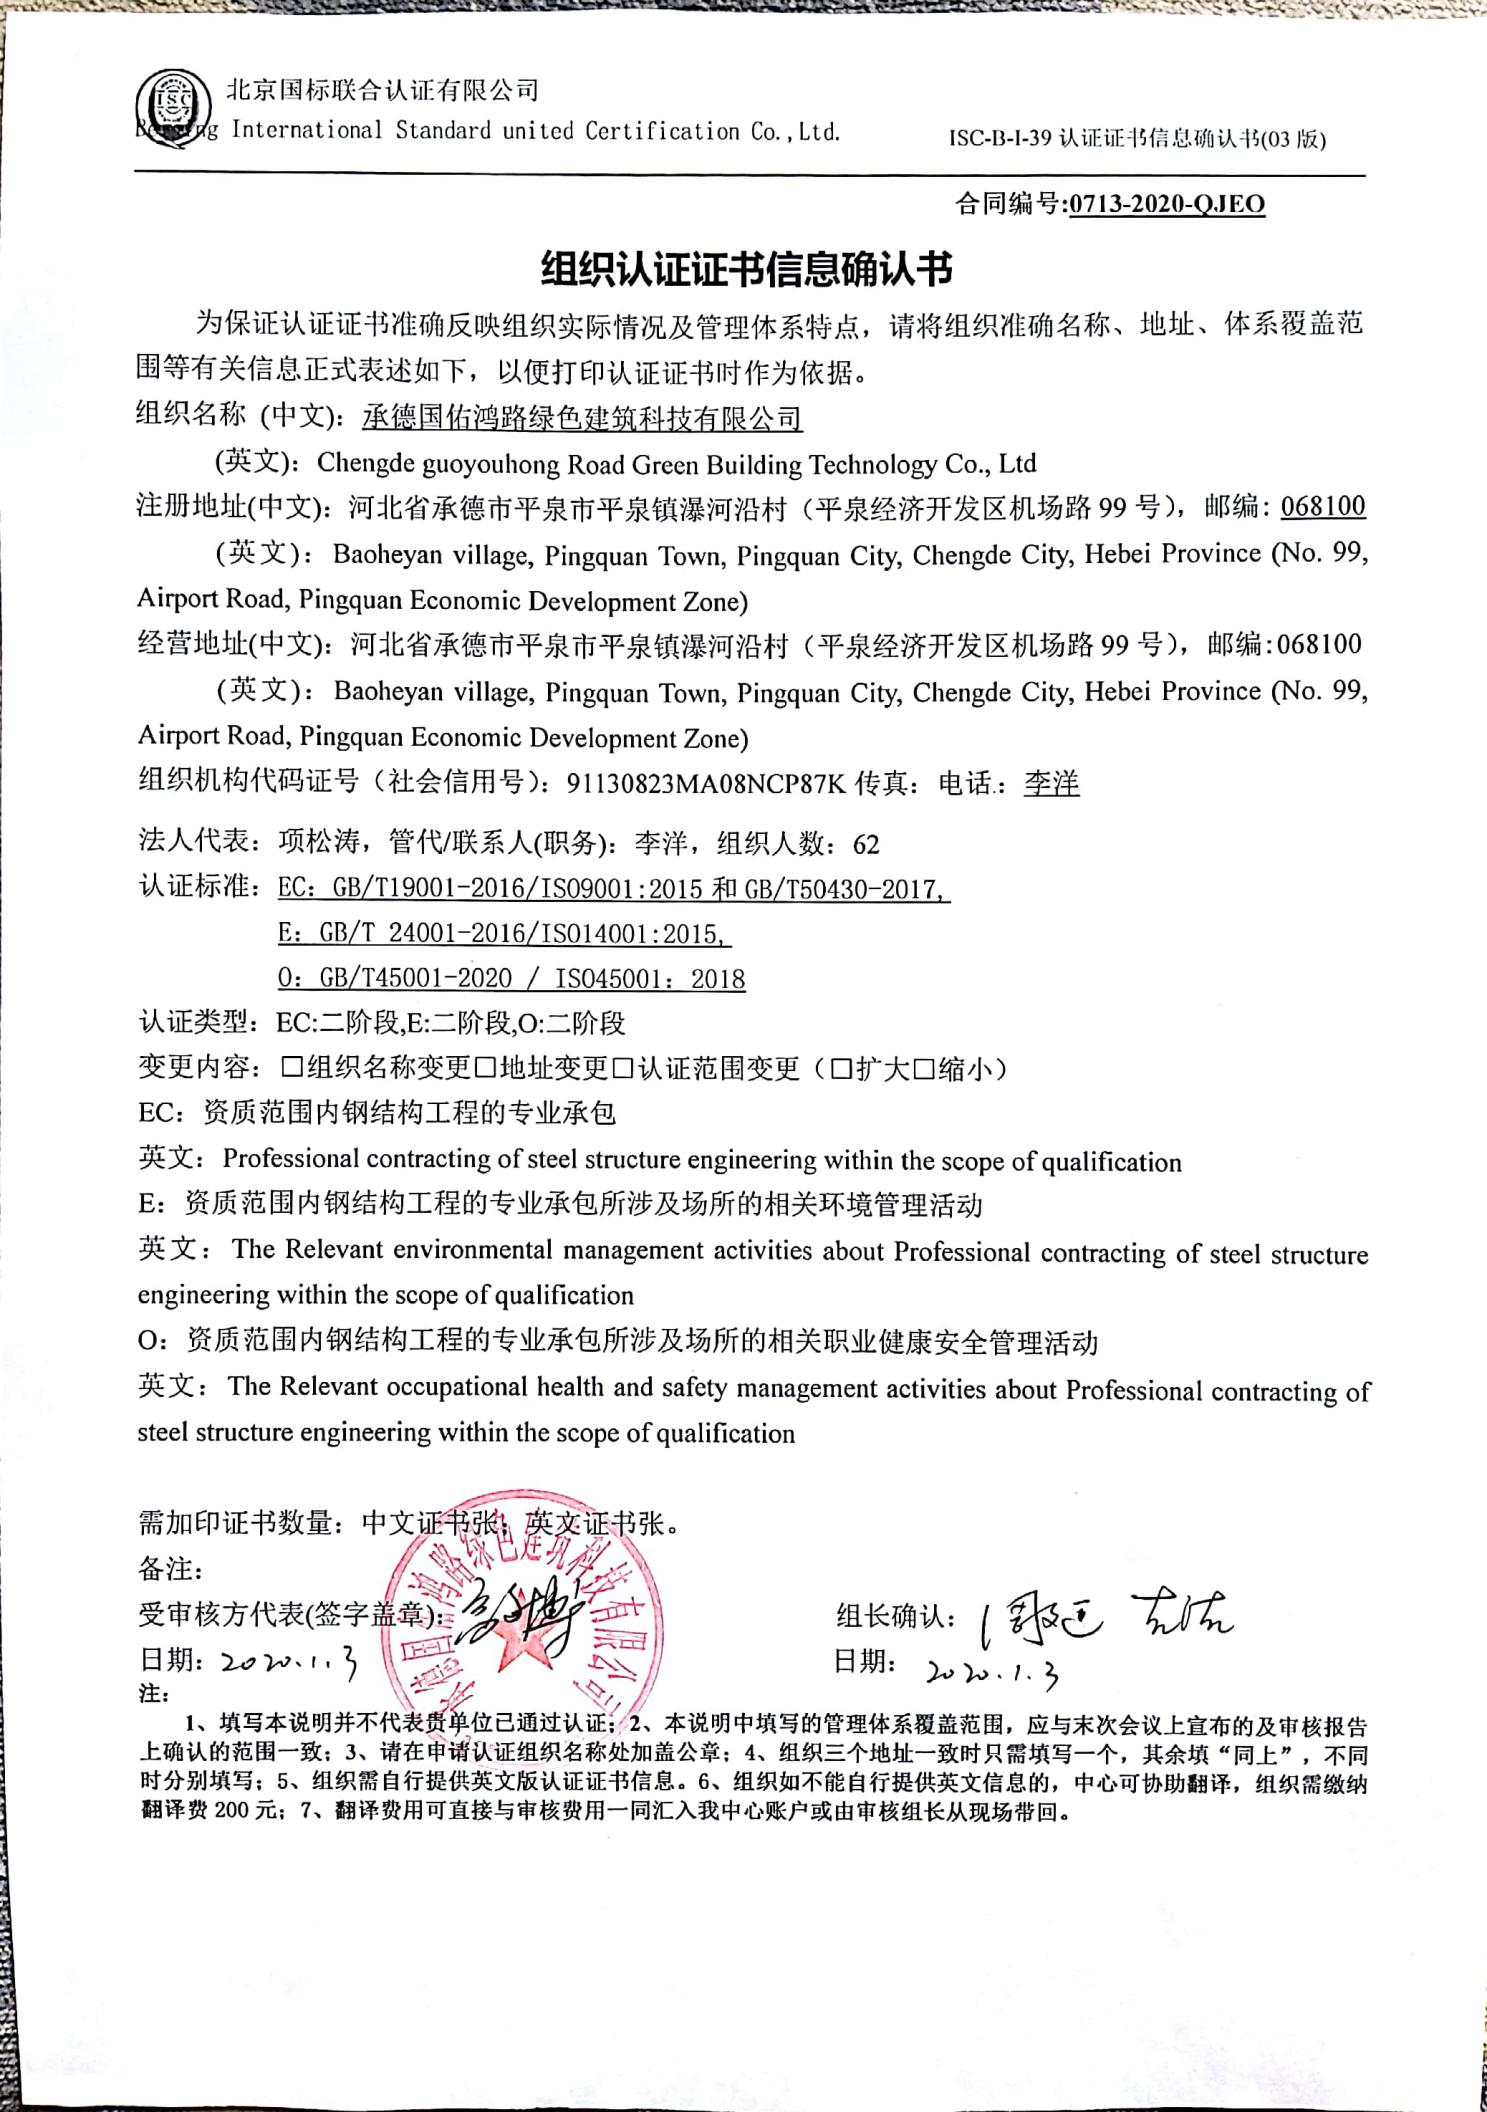 北京国标联合认证有限公司
Beijing International Standard united Certification Co.,Ltd.
ISC-B-I-39 认证证书信息确认书(03 版)
合同编号:0713-2020-QJEO
组织认证证书信息确认书
为保证认证证书准确反映组织实际情况及管理体系特点，请将组织准确名称、地址、体系覆盖范
围等有关信息正式表述如下，以便打印认证证书时作为依据。
组织名称 (中文)：承德国佑鸿路绿色建筑科技有限公司
(英文)：Chengde guoyouhong Road Green Building Technology Co., Ltd
注册地址(中文)：河北省承德市平泉市平泉镇瀑河沿村（平泉经济开发区机场路 99 号)，邮编: 068100
(英文)：Baoheyan village, Pingquan Town, Pingquan City, Chengde City, Hebei Province (No. 99,
Airport Road, Pingquan Economic Development Zone)
经营地址(中文)：河北省承德市平泉市平泉镇瀑河沿村（平泉经济开发区机场路 99 号)，邮编:068100
(英文)：Baoheyan village, Pingquan Town, Pingquan City, Chengde City, Hebei Province (No. 99,
Airport Road, Pingquan Economic Development Zone)
组织机构代码证号（社会信用号)：91130823MA08NCP87K 传真：电话.：李洋
法人代表：项松涛，管代/联系人(职务)：李洋，组织人数：62
认证标准：EC：GB/T19001-2016/ISO9001:2015 和 GB/T50430-2017,
E：GB/T 24001-2016/ISO14001:2015,
O：GB/T45001-2020 / ISO45001：2018
认证类型：EC:二阶段,E:二阶段,O:二阶段
变更内容：□组织名称变更□地址变更□认证范围变更（□扩大□缩小）
EC：资质范围内钢结构工程的专业承包
英文：Professional contracting of steel structure engineering within the scope of qualification
E：资质范围内钢结构工程的专业承包所涉及场所的相关环境管理活动
英文：The Relevant environmental management activities about Professional contracting of steel structure
engineering within the scope of qualification
O：资质范围内钢结构工程的专业承包所涉及场所的相关职业健康安全管理活动
英文：The Relevant occupational health and safety management activities about Professional contracting of
steel structure engineering within the scope of qualification
需加印证书数量：中文证书张；英文证书张。
备注：
受审核方代表(签字盖章)：
承德国佑鸿路绿色建筑科技有限公司
组长确认：
日期：2020.1.3
日期：2020.1.3
注：
1、填写本说明并不代表贵单位已通过认证；2、本说明中填写的管理体系覆盖范围，应与末次会议上宣布的及审核报告
上确认的范围一致；3、请在申请认证组织名称处加盖公章；4、组织三个地址一致时只需填写一个，其余填“同上”，不同
时分别填写；5、组织需自行提供英文版认证证书信息。6、组织如不能自行提供英文信息的，中心可协助翻译，组织需缴纳
翻译费 200 元；7、翻译费用可直接与审核费用一同汇入我中心账户或由审核组长从现场带回。